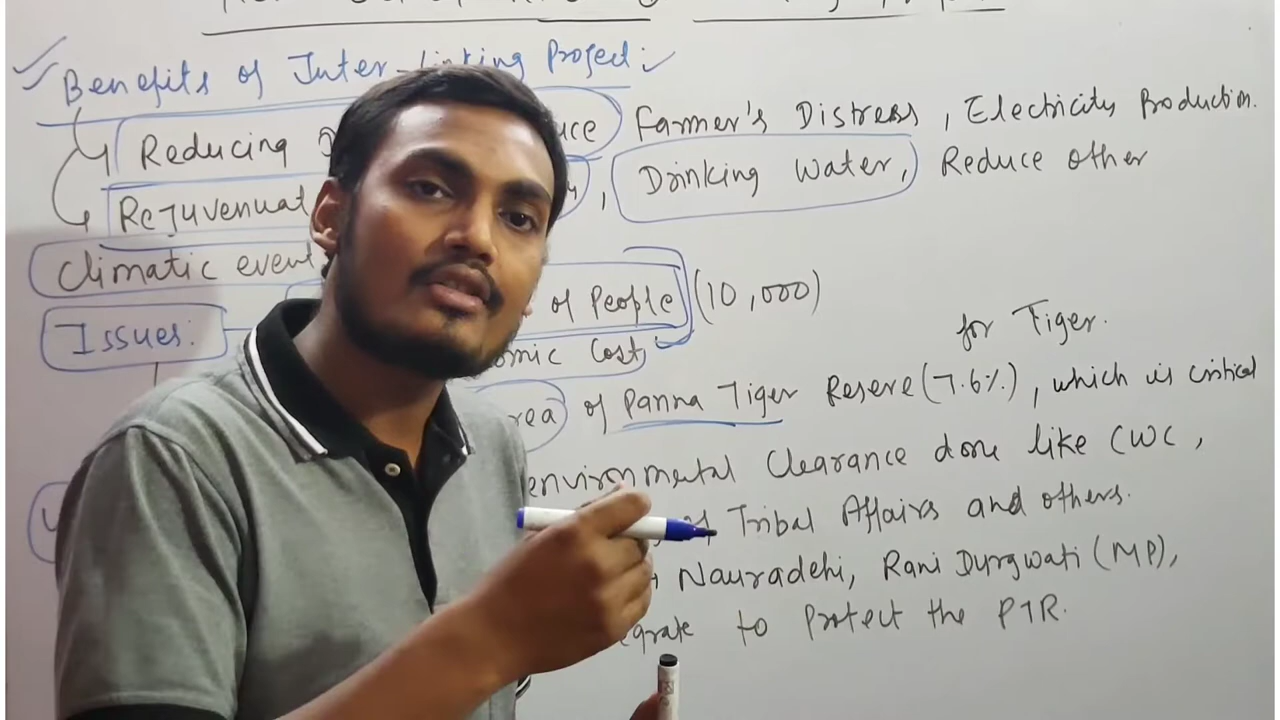 Benefits of Inter-linking Project:
Reducing uce Farmer's Distress, Electricity Production.
Rejuvenat , Drinking water, Reduce other
Climatic event
of People (10,000)
Issues:
omic Cost,
for Tiger.
rea of Panna Tiger Reserve (7.6%), which is critical
environmental Clearance done like CWC,
of Tribal Affairs and others.
Nauradehi, Rani Durgwati (MP),
egrate to Protect the PTR.